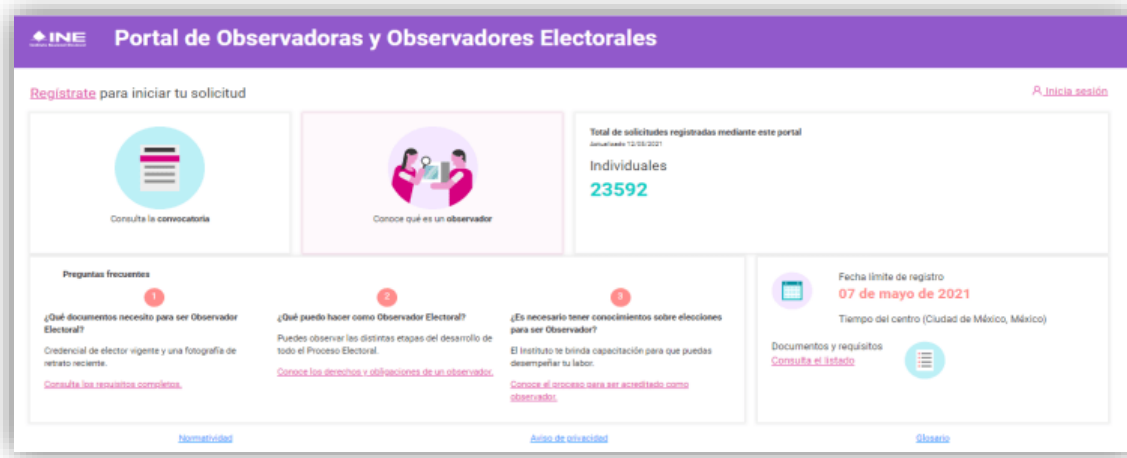 INE
Instituto Nacional Electoral
Portal de Observadoras y Observadores Electorales
Regístrate para iniciar tu solicitud
Inicia sesión
Consulta la convocatoria
Conoce qué es un observador
Total de solicitudes registradas mediante este portal
Actualizado 12/05/2021
Individuales
23592
Preguntas frecuentes
1
¿Qué documentos necesito para ser Observador
Electoral?
Credencial de elector vigente y una fotografía de
retrato reciente.
Consulta los requisitos completos.
2
¿Qué puedo hacer como Observador Electoral?
Puedes observar las distintas etapas del desarrollo de
todo el Proceso Electoral.
Conoce los derechos y obligaciones de un observador.
3
¿Es necesario tener conocimientos sobre elecciones
para ser Observador?
El Instituto te brinda capacitación para que puedas
desempeñar tu labor.
Conoce el proceso para ser acreditado como
observador.
Fecha límite de registro
07 de mayo de 2021
Tiempo del centro (Ciudad de México, México)
Documentos y requisitos
Consulta el listado
Normatividad
Aviso de privacidad
Glosario